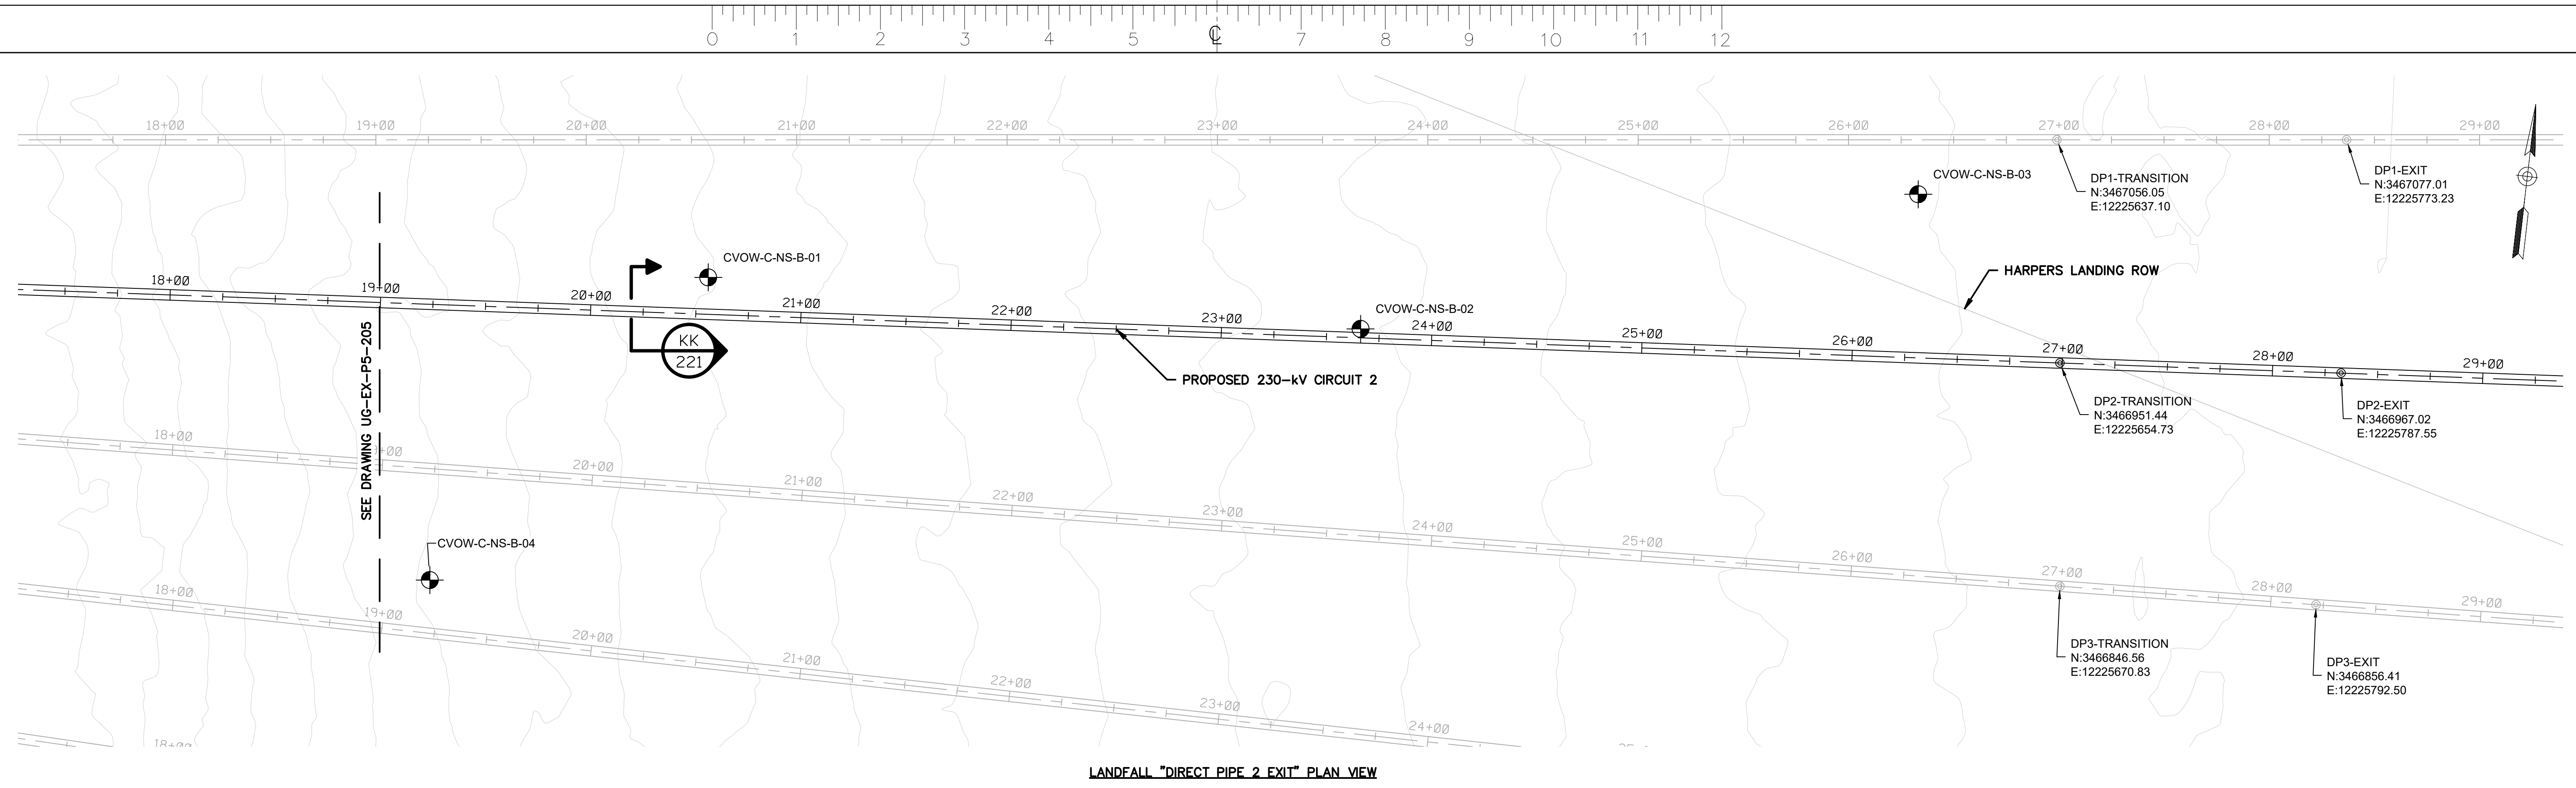 0 1 2 3 4 5 ℄ 7 8 9 10 11 12
18+00 19+00 20+00 21+00 22+00 23+00 24+00 25+00 26+00 27+00 28+00 29+00
CVOW-C-NS-B-03
DP1-TRANSITION
N:3467056.05
E:12225637.10
DP1-EXIT
N:3467077.01
E:12225773.23
CVOW-C-NS-B-01
HARPERS LANDING ROW
18+00 19+00 20+00 21+00 22+00 23+00 24+00 25+00 26+00 27+00 28+00 29+00
CVOW-C-NS-B-02
KK
221
PROPOSED 230-kV CIRCUIT 2
SEE DRAWING UG-EX-P5-205
DP2-TRANSITION
N:3466951.44
E:12225654.73
DP2-EXIT
N:3466967.02
E:12225787.55
18+00 19+00 20+00 21+00 22+00 23+00 24+00 25+00 26+00 27+00 28+00 29+00
CVOW-C-NS-B-04
18+00 19+00 20+00 21+00 22+00 23+00 24+00
DP3-TRANSITION
N:3466846.56
E:12225670.83
DP3-EXIT
N:3466856.41
E:12225792.50
18+00
LANDFALL "DIRECT PIPE 2 EXIT" PLAN VIEW